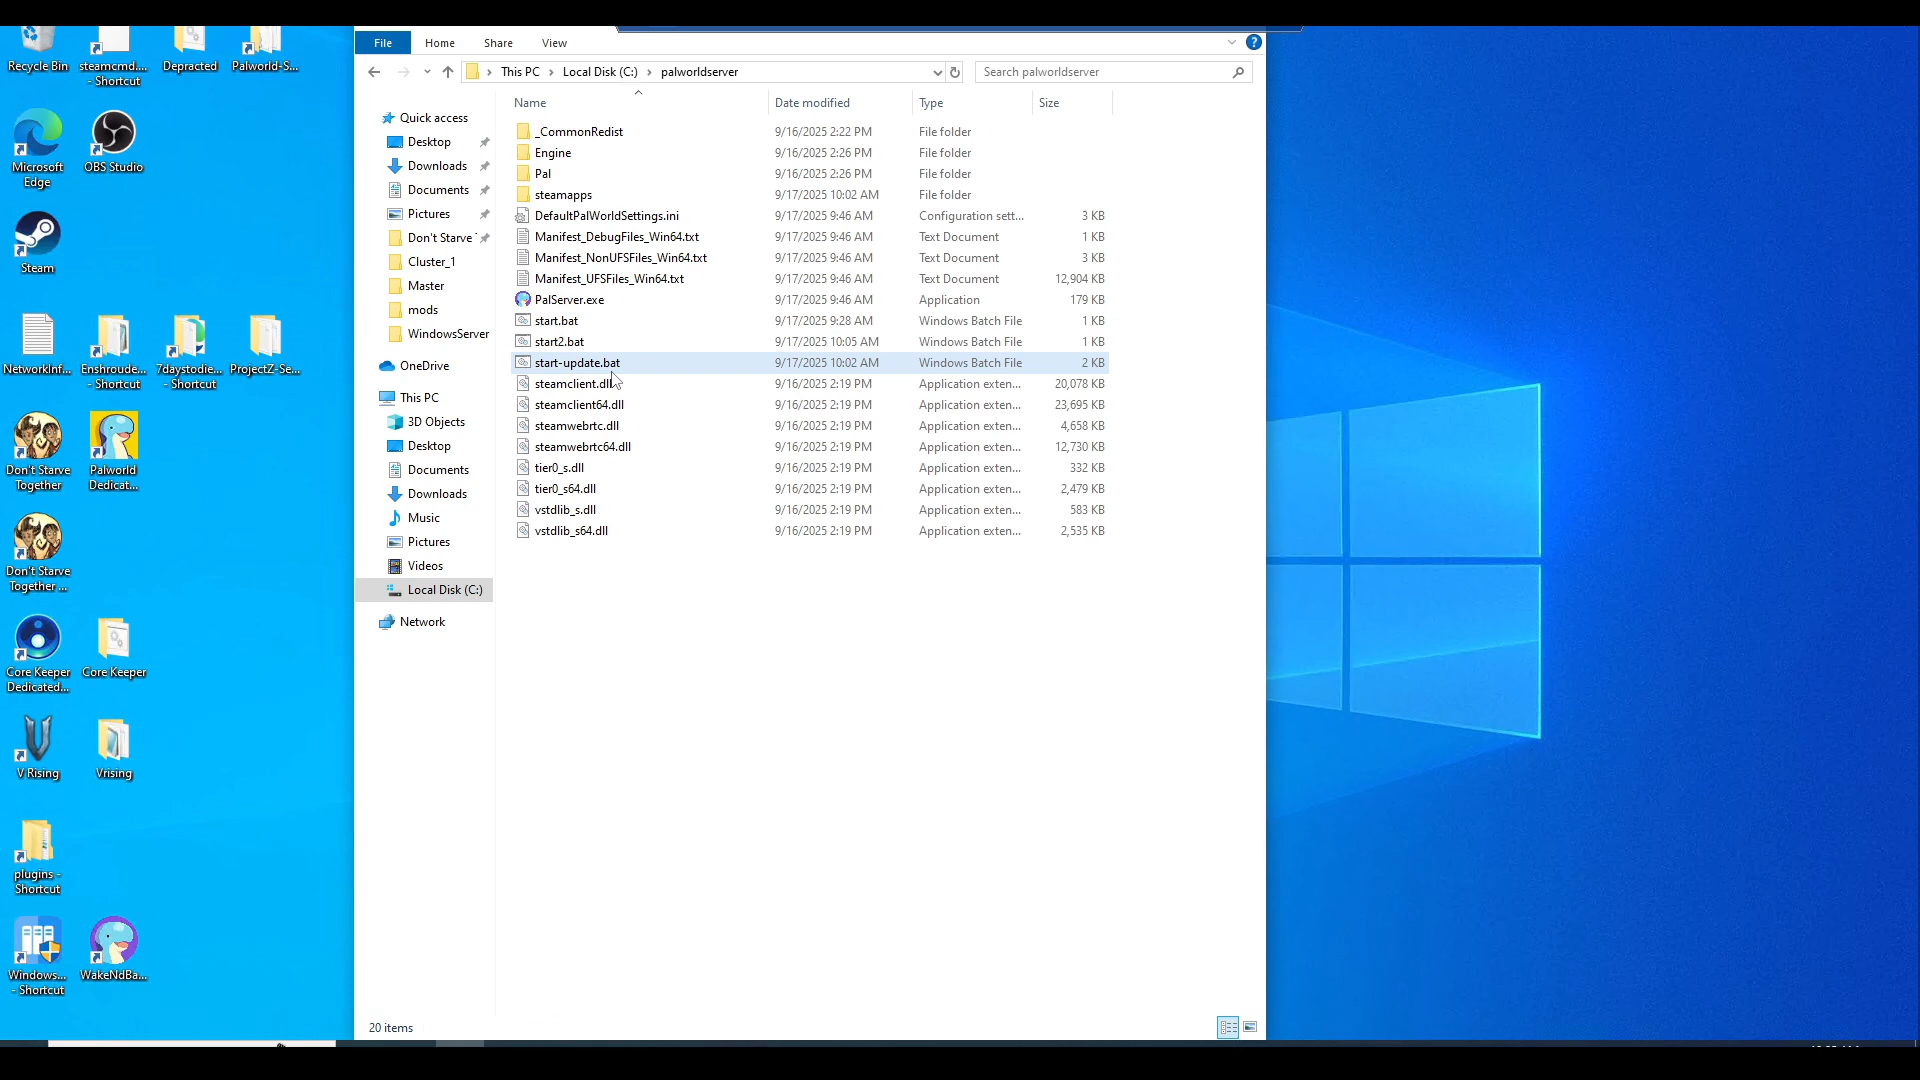 Recycle Bin
steamcmd....
- Shortcut
Depracted
Palworld-S...
Microsoft
Edge
OBS Studio
Steam
NetworkInf...
Enshroude...
- Shortcut
7daystodie...
- Shortcut
ProjectZ-Se...
Don't Starve
Together
Palworld
Dedicat...
Don't Starve
Together ...
Core Keeper
Dedicated...
Core Keeper
V Rising
Vrising
plugins -
Shortcut
Windows...
- Shortcut
WakeNdBa...
File Home Share View
This PC > Local Disk (C:) > palworldserver
Search palworldserver
Quick access
Desktop
Downloads
Documents
Pictures
Don't Starve
Cluster_1
Master
mods
WindowsServer
OneDrive
This PC
3D Objects
Desktop
Documents
Downloads
Music
Pictures
Videos
Local Disk (C:)
Network
Name Date modified Type Size
_CommonRedist 9/16/2025 2:22 PM File folder
Engine 9/16/2025 2:26 PM File folder
Pal 9/16/2025 2:26 PM File folder
steamapps 9/17/2025 10:02 AM File folder
DefaultPalWorldSettings.ini 9/17/2025 9:46 AM Configuration sett... 3 KB
Manifest_DebugFiles_Win64.txt 9/17/2025 9:46 AM Text Document 1 KB
Manifest_NonUFSFiles_Win64.txt 9/17/2025 9:46 AM Text Document 3 KB
Manifest_UFSFiles_Win64.txt 9/17/2025 9:46 AM Text Document 12,904 KB
PalServer.exe 9/17/2025 9:46 AM Application 179 KB
start.bat 9/17/2025 9:28 AM Windows Batch File 1 KB
start2.bat 9/17/2025 10:05 AM Windows Batch File 1 KB
start-update.bat 9/17/2025 10:02 AM Windows Batch File 2 KB
steamclient.dll 9/16/2025 2:19 PM Application exten... 20,078 KB
steamclient64.dll 9/16/2025 2:19 PM Application exten... 23,695 KB
steamwebrtc.dll 9/16/2025 2:19 PM Application exten... 4,658 KB
steamwebrtc64.dll 9/16/2025 2:19 PM Application exten... 12,730 KB
tier0_s.dll 9/16/2025 2:19 PM Application exten... 332 KB
tier0_s64.dll 9/16/2025 2:19 PM Application exten... 2,479 KB
vstdlib_s.dll 9/16/2025 2:19 PM Application exten... 583 KB
vstdlib_s64.dll 9/16/2025 2:19 PM Application exten... 2,535 KB
20 items